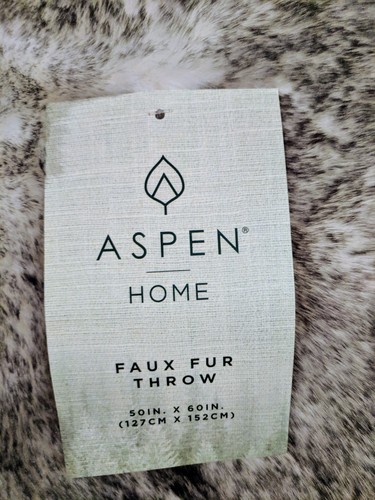 ASPEN®
HOME
FAUX FUR
THROW
50IN. X 60IN.
(127CM X 152CM)